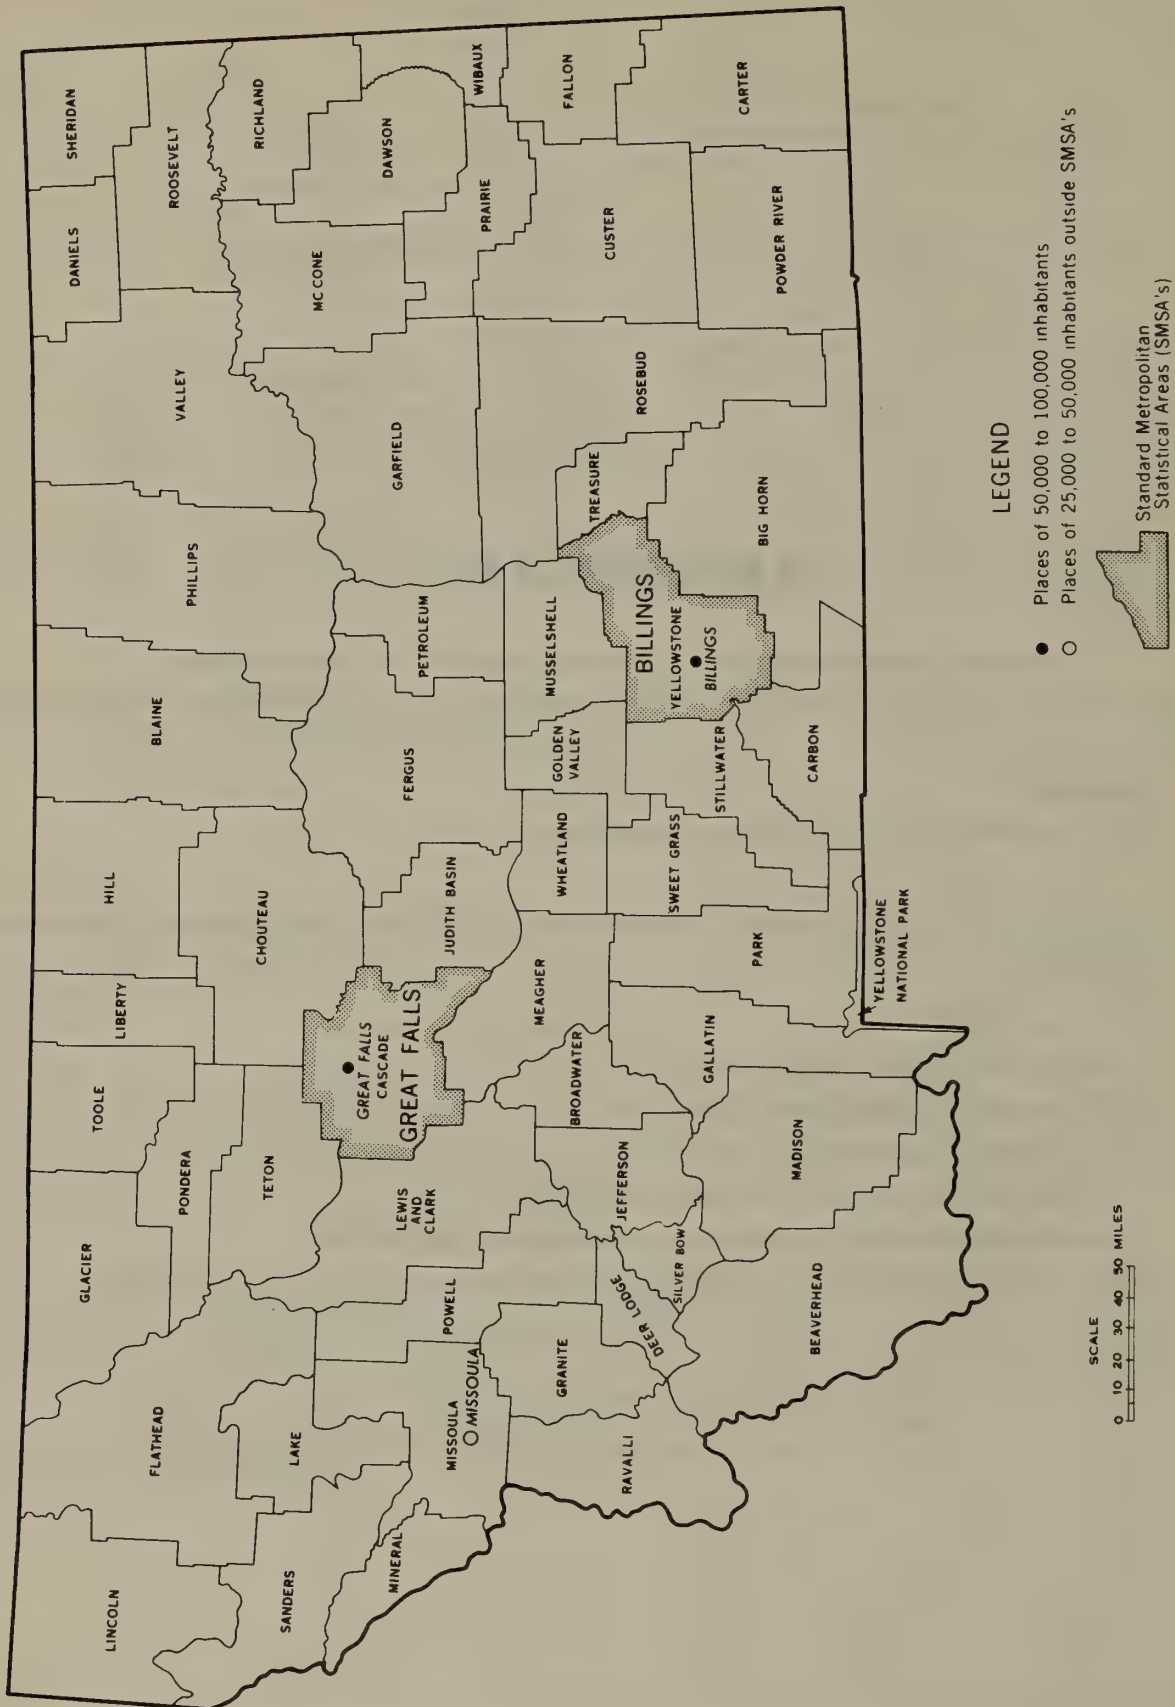 LINCOLN
FLATHEAD
GLACIER
TOOLE
LIBERTY
HILL
BLAINE
PHILLIPS
VALLEY
DANIELS
SHERIDAN
ROOSEVELT
SANDERS
LAKE
PONDERA
TETON
CHOUTEAU
RICHLAND
MC CONE
DAWSON
WIBAUX
MINERAL
MISSOULA
MISSOULA
POWELL
LEWIS
AND
CLARK
GREAT FALLS
CASCADE
GREAT FALLS
JUDITH BASIN
FERGUS
PETROLEUM
GARFIELD
PRAIRIE
FALLON
RAVALLI
GRANITE
DEER LODGE
SILVER BOW
JEFFERSON
BROADWATER
MEAGHER
WHEATLAND
GOLDEN
VALLEY
MUSSELSHELL
TREASURE
ROSEBUD
CUSTER
CARTER
BEAVERHEAD
MADISON
GALLATIN
PARK
SWEET GRASS
STILLWATER
BILLINGS
YELLOWSTONE
BILLINGS
CARBON
BIG HORN
POWDER RIVER
YELLOWSTONE
NATIONAL PARK
LEGEND
Places of 50,000 to 100,000 inhabitants
Places of 25,000 to 50,000 inhabitants outside SMSA's
Standard Metropolitan
Statistical Areas (SMSA's)
SCALE
0 10 20 30 40 50 MILES